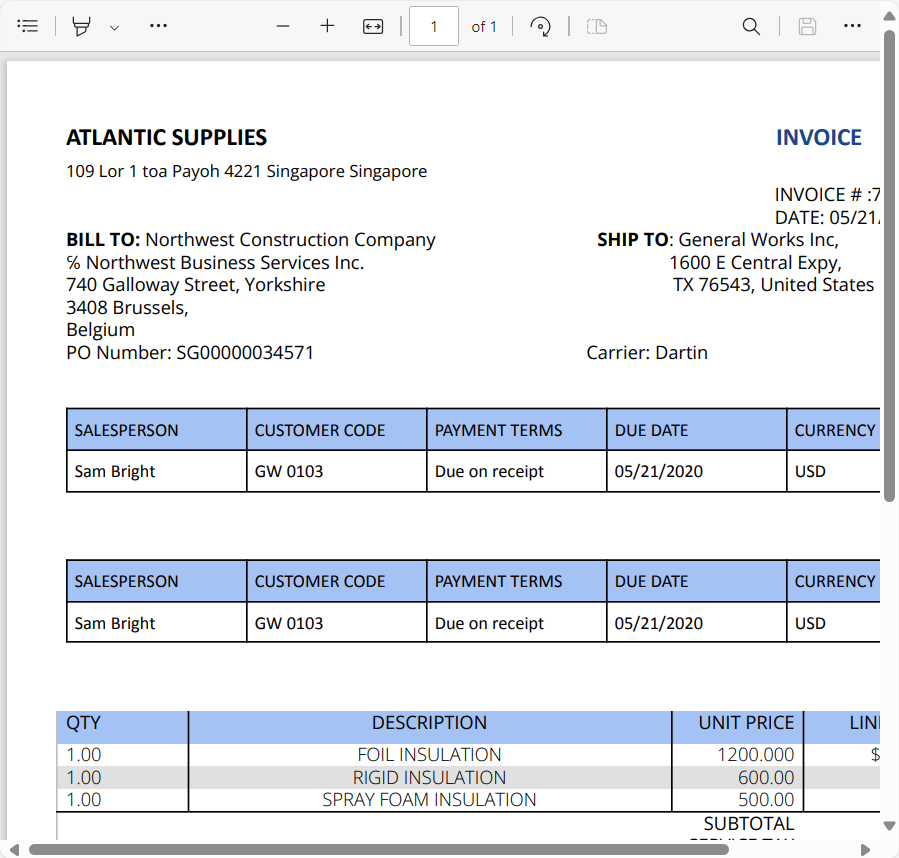 1 of 1
ATLANTIC SUPPLIES INVOICE
109 Lor 1 toa Payoh 4221 Singapore Singapore
INVOICE # :7
DATE: 05/21/
BILL TO: Northwest Construction Company SHIP TO: General Works Inc,
℅ Northwest Business Services Inc. 1600 E Central Expy,
740 Galloway Street, Yorkshire TX 76543, United States
3408 Brussels,
Belgium
PO Number: SG00000034571 Carrier: Dartin
SALESPERSON CUSTOMER CODE PAYMENT TERMS DUE DATE CURRENCY
Sam Bright GW 0103 Due on receipt 05/21/2020 USD
SALESPERSON CUSTOMER CODE PAYMENT TERMS DUE DATE CURRENCY
Sam Bright GW 0103 Due on receipt 05/21/2020 USD
QTY DESCRIPTION UNIT PRICE
1.00 FOIL INSULATION 1200.000 $
1.00 RIGID INSULATION 600.00
1.00 SPRAY FOAM INSULATION 500.00
SUBTOTAL